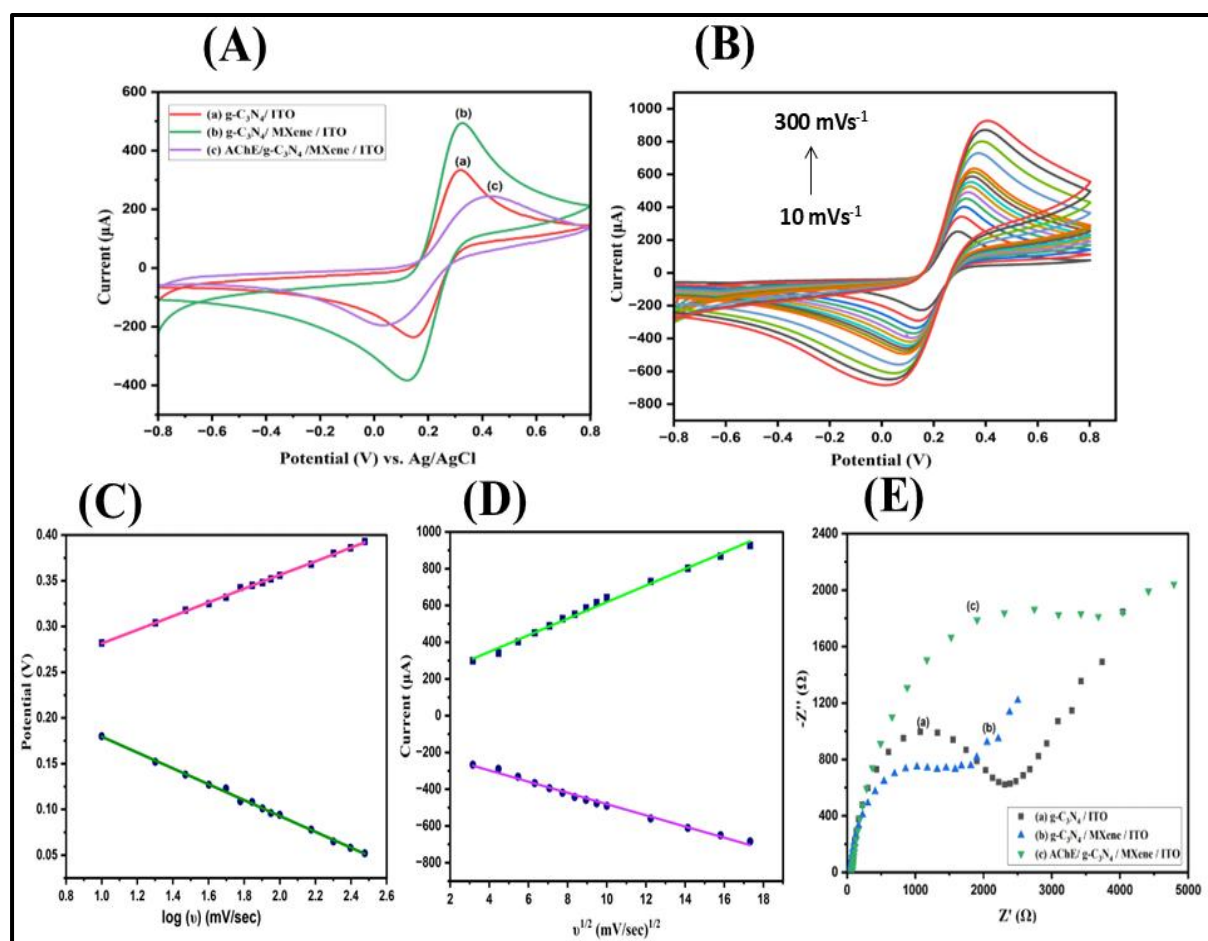 (A)
600
400
200
0
−200
−400
−0.8 −0.6 −0.4 −0.2 0.0 0.2 0.4 0.6 0.8
Current (µA)
Potential (V) vs. Ag/AgCl
(a) g-C₃N₄/ ITO
(b) g-C₃N₄/ MXene / ITO
(c) AChE/g-C₃N₄ /MXene / ITO
(b)
(a)
(c)
(B)
1000
800
600
400
200
0
−200
−400
−600
−800
−0.8 −0.6 −0.4 −0.2 0.0 0.2 0.4 0.6 0.8
Current (µA)
Potential (V)
300 mVs⁻¹
10 mVs⁻¹
(C)
0.40
0.35
0.30
0.25
0.20
0.15
0.10
0.05
0.8 1.0 1.2 1.4 1.6 1.8 2.0 2.2 2.4 2.6
Potential (V)
log (υ) (mV/sec)
(D)
1000
800
600
400
200
0
−200
−400
−600
−800
2 4 6 8 10 12 14 16 18
Current (µA)
υ¹/² (mV/sec)¹/²
(E)
2400
1800
1200
600
0
0 1000 2000 3000 4000 5000
-Z'' (Ω)
Z' (Ω)
(c)
(a)
(b)
(a) g-C₃N₄ / ITO
(b) g-C₃N₄ / MXene / ITO
(c) AChE/ g-C₃N₄ / MXene / ITO